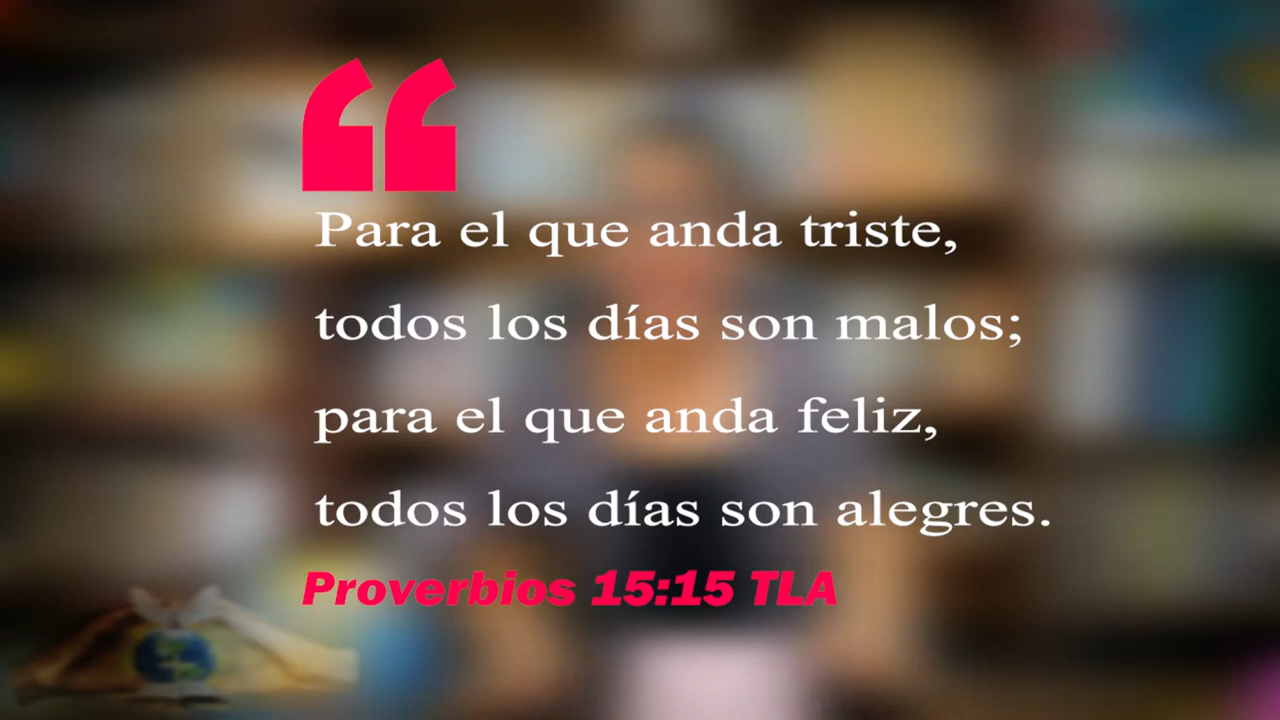 Para el que anda triste,
todos los días son malos;
para el que anda feliz,
todos los días son alegres.
Proverbios 15:15 TLA